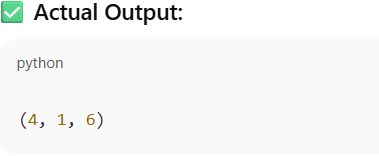 ✅ Actual Output:
python
(4, 1, 6)